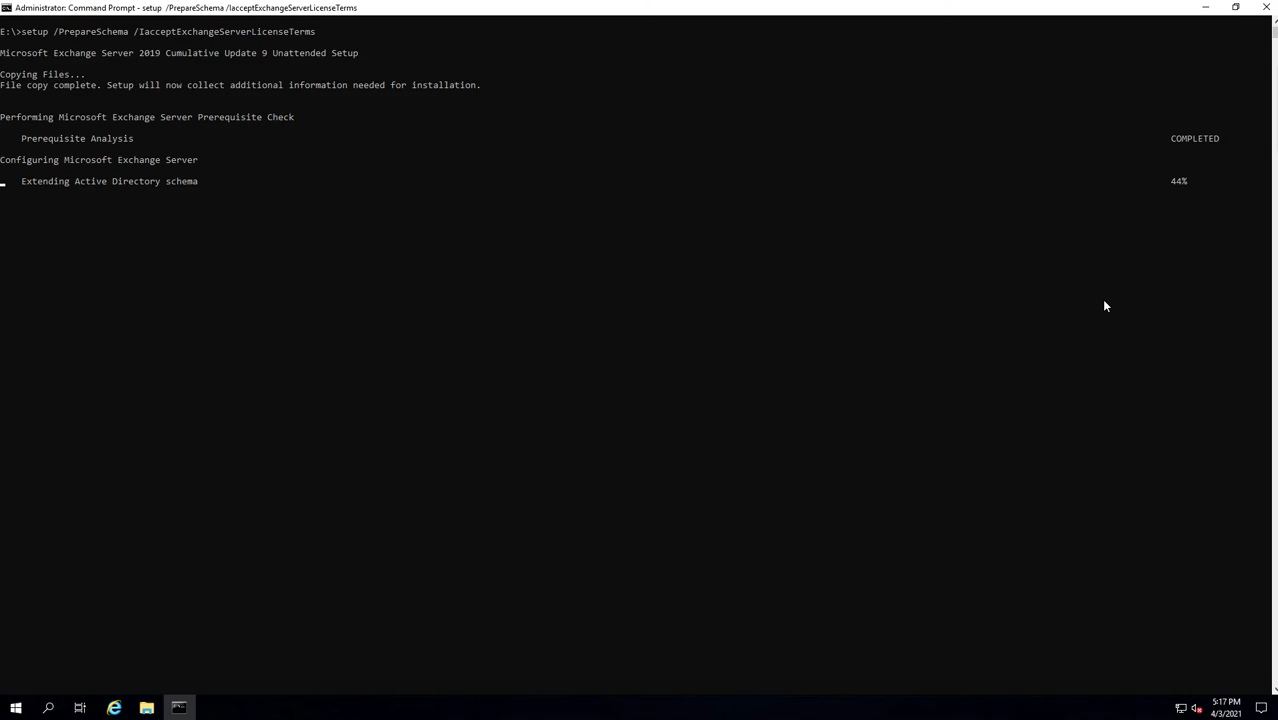 Administrator: Command Prompt - setup  /PrepareSchema /IacceptExchangeServerLicenseTerms
E:\>setup /PrepareSchema /IacceptExchangeServerLicenseTerms
Microsoft Exchange Server 2019 Cumulative Update 9 Unattended Setup
Copying Files...
File copy complete. Setup will now collect additional information needed for installation.
Performing Microsoft Exchange Server Prerequisite Check
Prerequisite Analysis COMPLETED
Configuring Microsoft Exchange Server
Extending Active Directory schema 44%
5:17 PM
4/3/2021